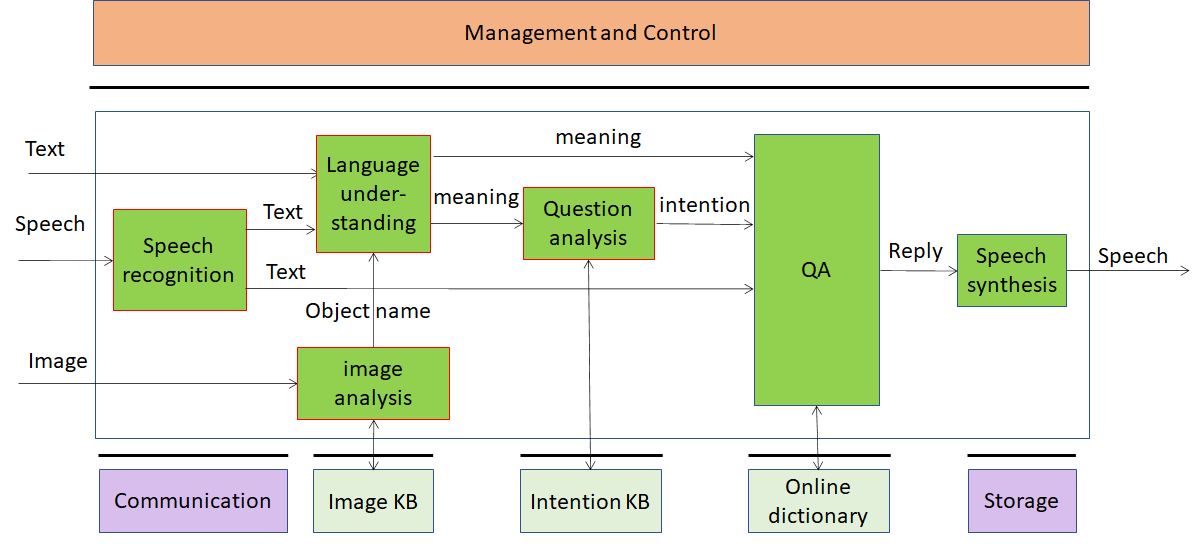 Management and Control
Text
Speech
Image
Speech
recognition
Text
Text
Language
under-
standing
Object name
image
analysis
meaning
meaning
Question
analysis
intention
QA
Reply
Speech
synthesis
Speech
Communication
Image KB
Intention KB
Online
dictionary
Storage